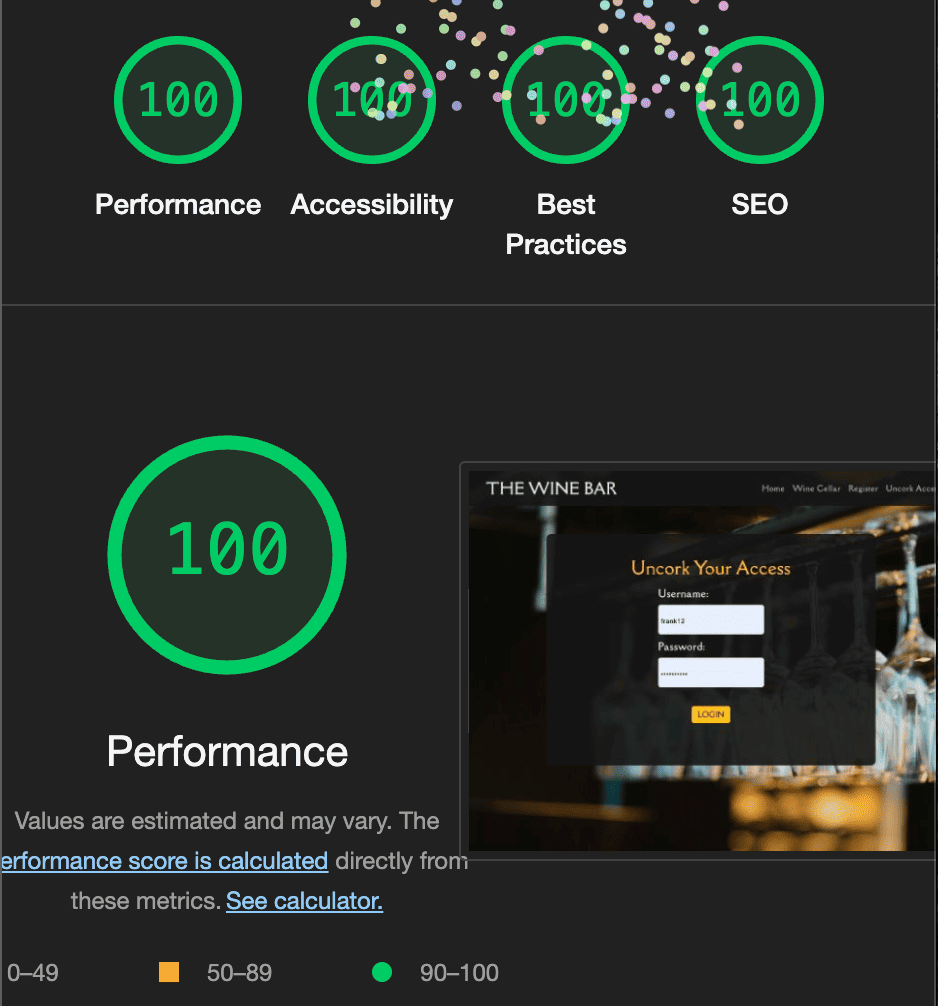 100 100 100 100
Performance Accessibility Best Practices SEO
100
Performance
Values are estimated and may vary. The
erformance score is calculated directly from
these metrics. See calculator.
0–49 50–89 90–100
THE WINE BAR Home Wine Cellar Register Uncork Acce
Uncork Your Access
Username:
frank12
Password:
LOGIN